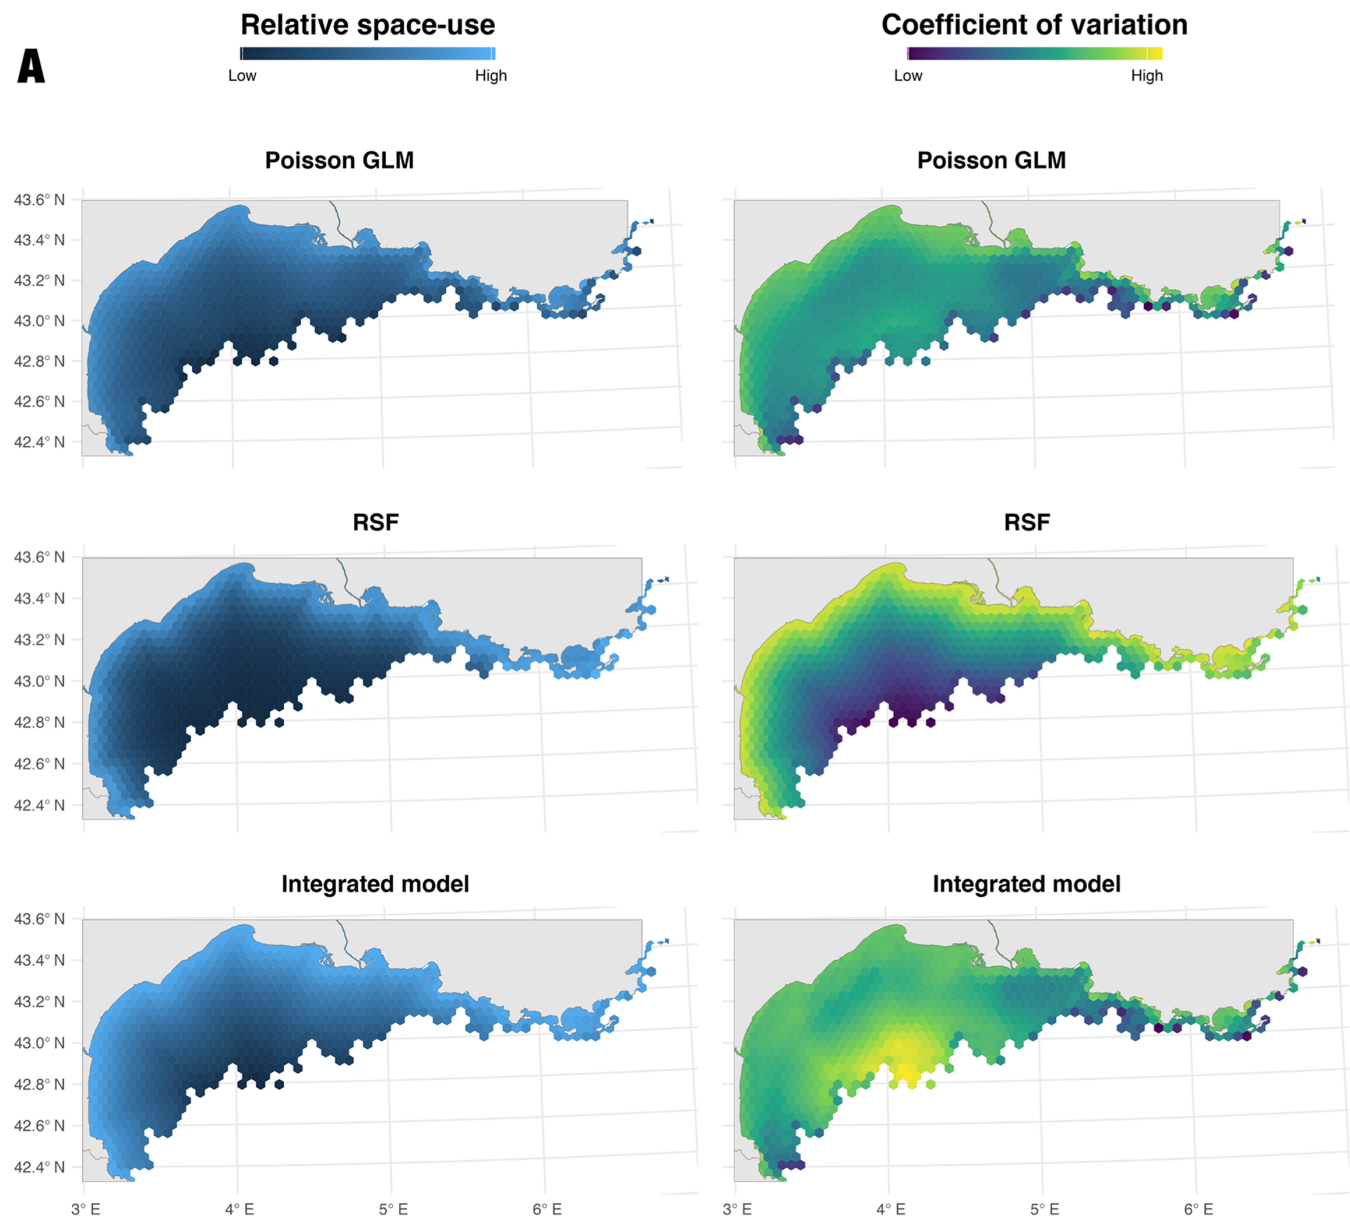 Relative space-use
Coefficient of variation
A
Low
High
Low
High
Poisson GLM
Poisson GLM
43.6° N
43.4° N
43.2° N
43.0° N
42.8° N
42.6° N
42.4° N
RSF
RSF
43.6° N
43.4° N
43.2° N
43.0° N
42.8° N
42.6° N
42.4° N
Integrated model
Integrated model
43.6° N
43.4° N
43.2° N
43.0° N
42.8° N
42.6° N
42.4° N
3° E
4° E
5° E
6° E
3° E
4° E
5° E
6° E